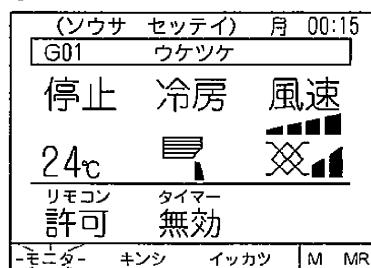 (ソウサ セッテイ) 月 00:15
G01 ウケツケ
停止 冷房 風速
24℃
リモコン タイマー
許可 無効
-モニタ- キンシ イッカツ M MR